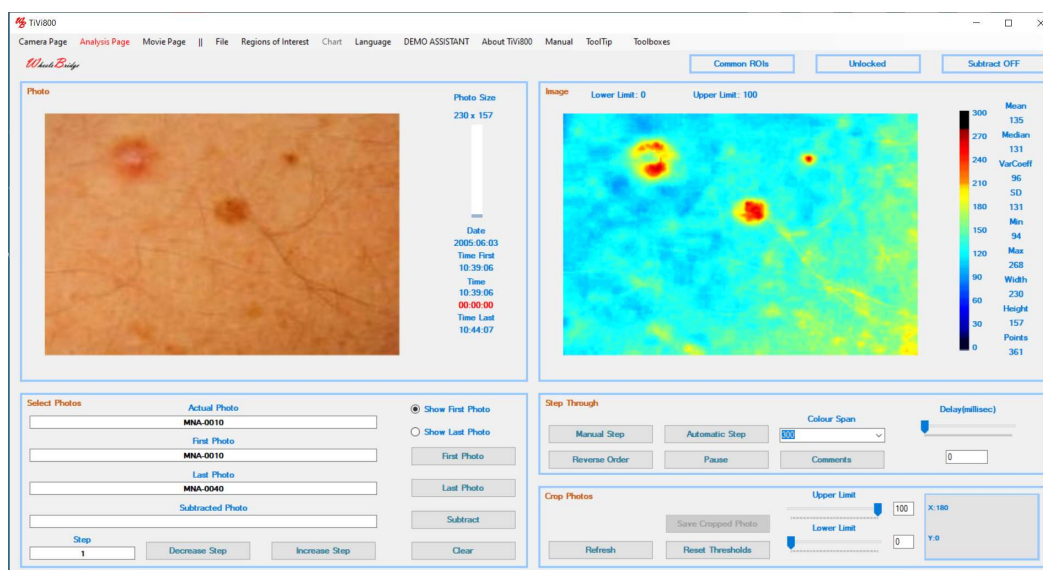 TiVi800
Camera Page Analysis Page Movie Page || File Regions of Interest Chart Language DEMO ASSISTANT About TiVi800 Manual ToolTip Toolboxes
WheelsBridge
Common ROIs Unlocked Subtract OFF
Photo
Photo Size
230 x 157
Date
2005:06:03
Time First
10:39:06
Time
10:39:06
00:00:00
Time Last
10:44:07
Image Lower Limit: 0 Upper Limit: 100
300
270
240
210
180
150
120
90
60
30
0
Mean
135
Median
131
VarCoeff
96
SD
131
Min
94
Max
268
Width
230
Height
157
Points
361
Select Photos
Actual Photo
MNA-0010
First Photo
MNA-0010
Last Photo
MNA-0040
Subtracted Photo
Step
1
Decrease Step Increase Step
Show First Photo
Show Last Photo
First Photo
Last Photo
Subtract
Clear
Step Through
Manual Step Automatic Step
Reverse Order Pause
Colour Span
300
Comments
Delay(millisec)
0
Crop Photos
Save Cropped Photo
Refresh Reset Thresholds
Upper Limit
100
Lower Limit
0
X:180
Y:0